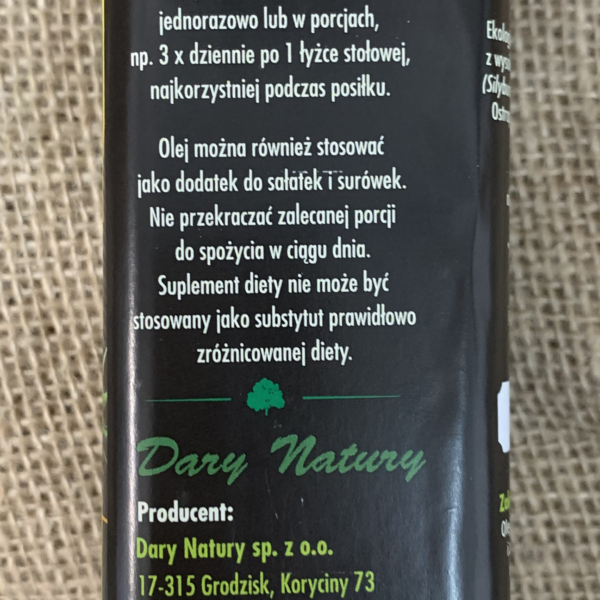 jednorazowo lub w porcjach,
np. 3 x dziennie po 1 łyżce stołowej,
najkorzystniej podczas posiłku.
Olej można również stosować
jako dodatek do sałatek i surówek.
Nie przekraczać zalecanej porcji
do spożycia w ciągu dnia.
Suplement diety nie może być
stosowany jako substytut prawidłowo
zróżnicowanej diety.
Dary Natury
Producent:
Dary Natury sp. z o.o.
17-315 Grodzisk, Koryciny 73
z